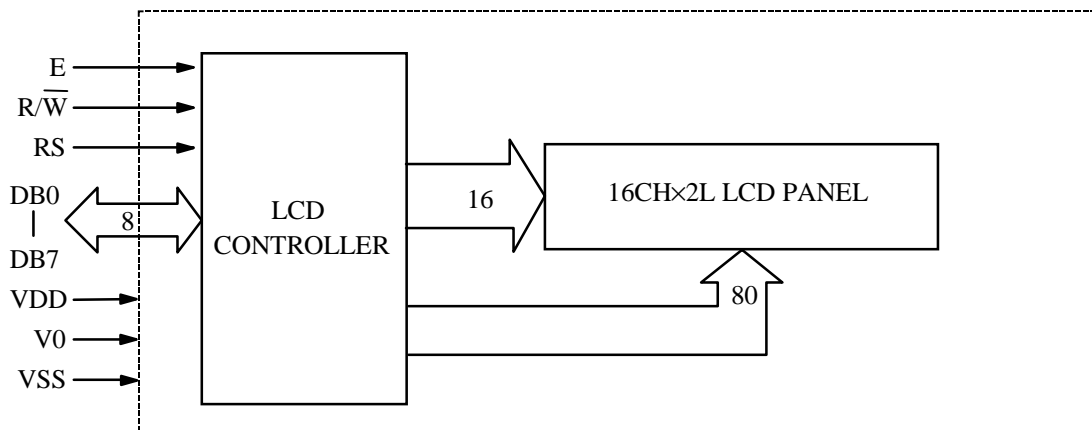 E
R/W̅
RS
DB0
DB7
8
VDD
V0
VSS
LCD
CONTROLLER
16
16CH×2L LCD PANEL
80